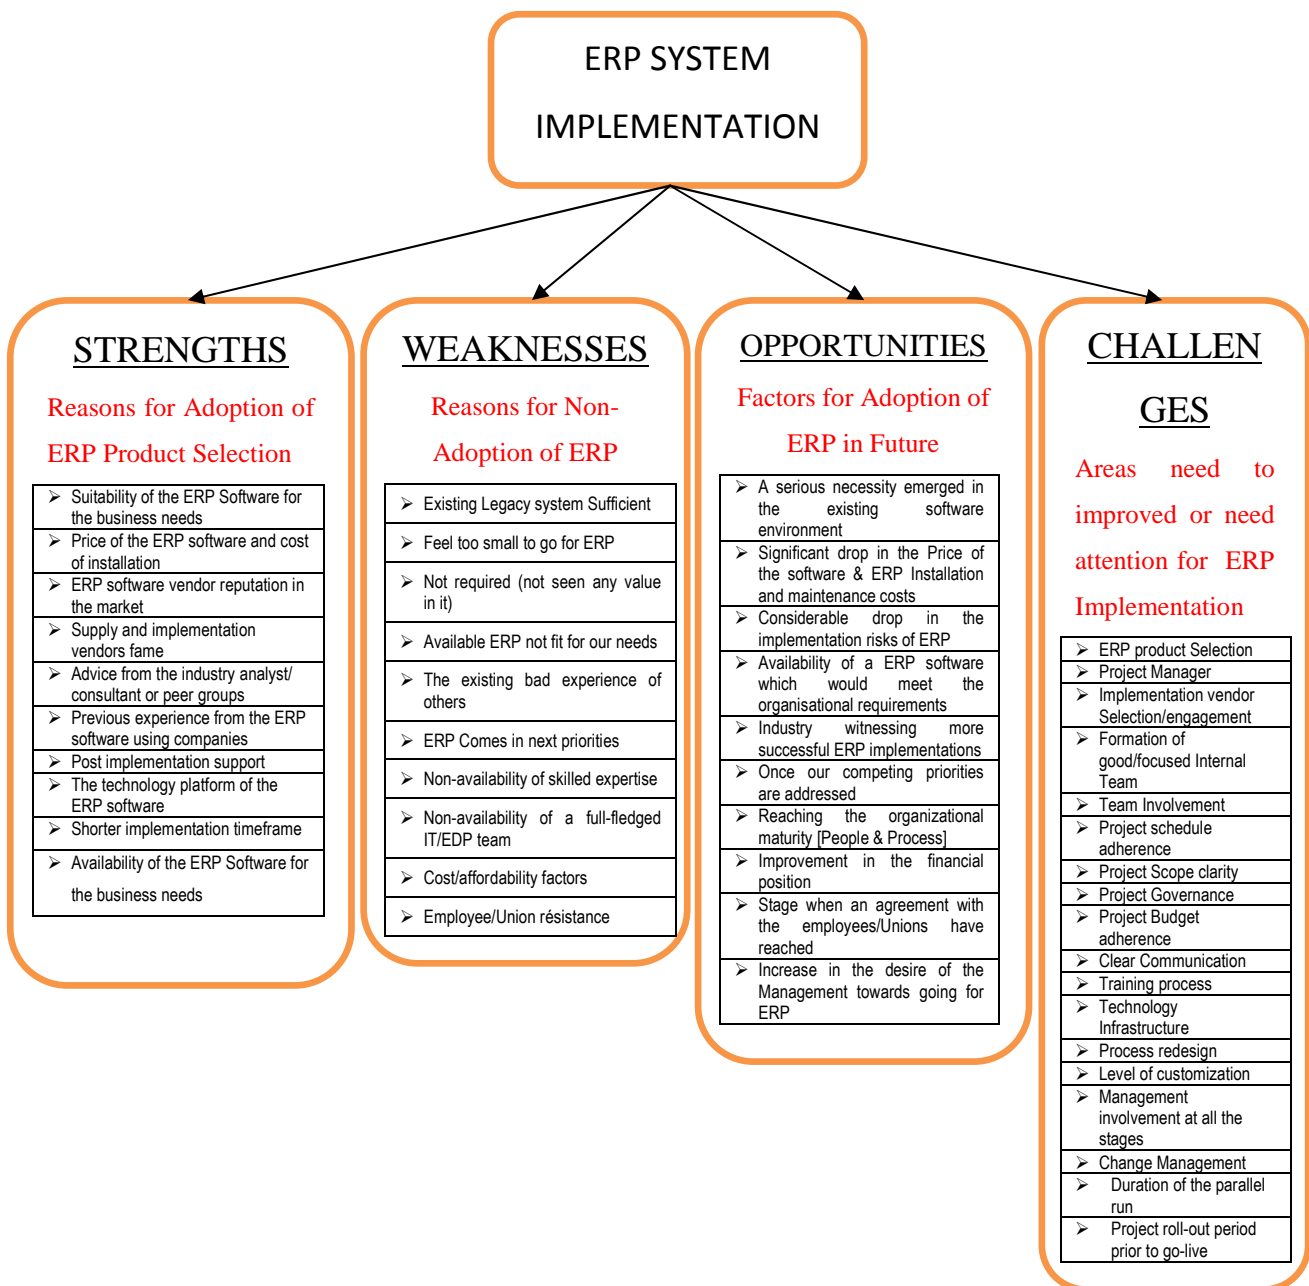 ERP SYSTEM
IMPLEMENTATION
STRENGTHS
Reasons for Adoption of
ERP Product Selection
➢ Suitability of the ERP Software for
the business needs
➢ Price of the ERP software and cost
of installation
➢ ERP software vendor reputation in
the market
➢ Supply and implementation
vendors fame
➢ Advice from the industry analyst/
consultant or peer groups
➢ Previous experience from the ERP
software using companies
➢ Post implementation support
➢ The technology platform of the
ERP software
➢ Shorter implementation timeframe
➢ Availability of the ERP Software for
the business needs
WEAKNESSES
Reasons for Non-
Adoption of ERP
➢ Existing Legacy system Sufficient
➢ Feel too small to go for ERP
➢ Not required (not seen any value
in it)
➢ Available ERP not fit for our needs
➢ The existing bad experience of
others
➢ ERP Comes in next priorities
➢ Non-availability of skilled expertise
➢ Non-availability of a full-fledged
IT/EDP team
➢ Cost/affordability factors
➢ Employee/Union résistance
OPPORTUNITIES
Factors for Adoption of
ERP in Future
➢ A serious necessity emerged in
the existing software
environment
➢ Significant drop in the Price of
the software & ERP Installation
and maintenance costs
➢ Considerable drop in the
implementation risks of ERP
➢ Availability of a ERP software
which would meet the
organisational requirements
➢ Industry witnessing more
successful ERP implementations
➢ Once our competing priorities
are addressed
➢ Reaching the organizational
maturity [People & Process]
➢ Improvement in the financial
position
➢ Stage when an agreement with
the employees/Unions have
reached
➢ Increase in the desire of the
Management towards going for
ERP
CHALLEN
GES
Areas need to
improved or need
attention for ERP
Implementation
➢ ERP product Selection
➢ Project Manager
➢ Implementation vendor
Selection/engagement
➢ Formation of
good/focused Internal
Team
➢ Team Involvement
➢ Project schedule
adherence
➢ Project Scope clarity
➢ Project Governance
➢ Project Budget
adherence
➢ Clear Communication
➢ Training process
➢ Technology
Infrastructure
➢ Process redesign
➢ Level of customization
➢ Management
involvement at all the
stages
➢ Change Management
➢ Duration of the parallel
run
➢ Project roll-out period
prior to go-live